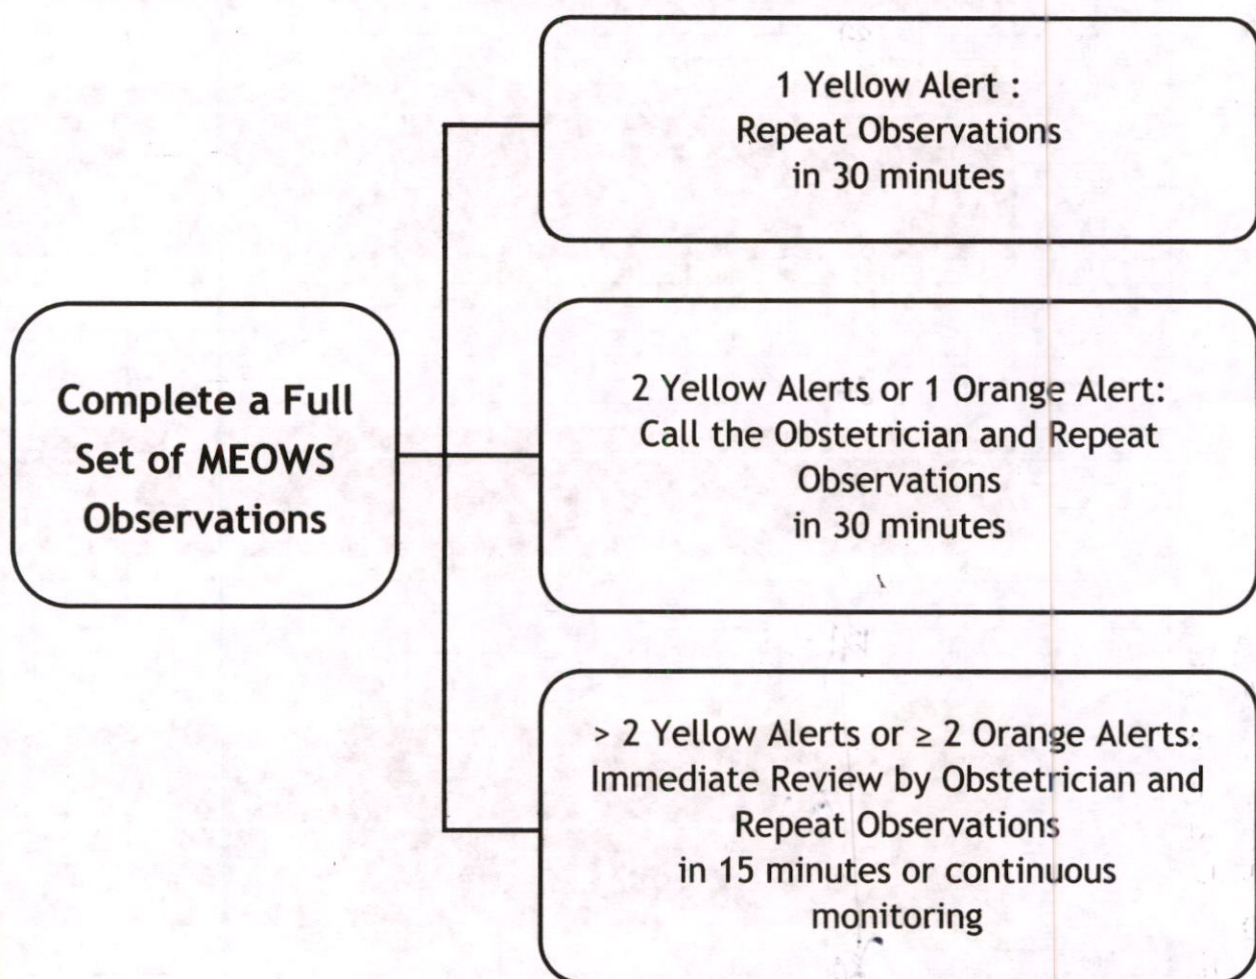 1 Yellow Alert :
Repeat Observations
in 30 minutes
Complete a Full
Set of MEOWS
Observations
2 Yellow Alerts or 1 Orange Alert:
Call the Obstetrician and Repeat
Observations
in 30 minutes
> 2 Yellow Alerts or ≥ 2 Orange Alerts:
Immediate Review by Obstetrician and
Repeat Observations
in 15 minutes or continuous
monitoring